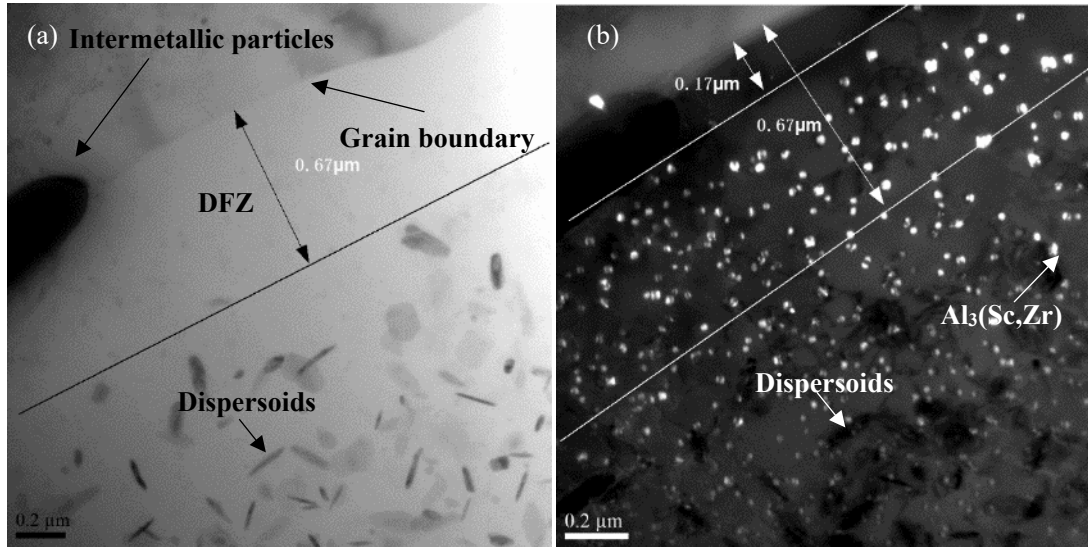 (a)
Intermetallic particles
Grain boundary
0.67μm
DFZ
Dispersoids
0.2 μm
(b)
0.17μm
0.67μm
Al₃(Sc,Zr)
Dispersoids
0.2 μm